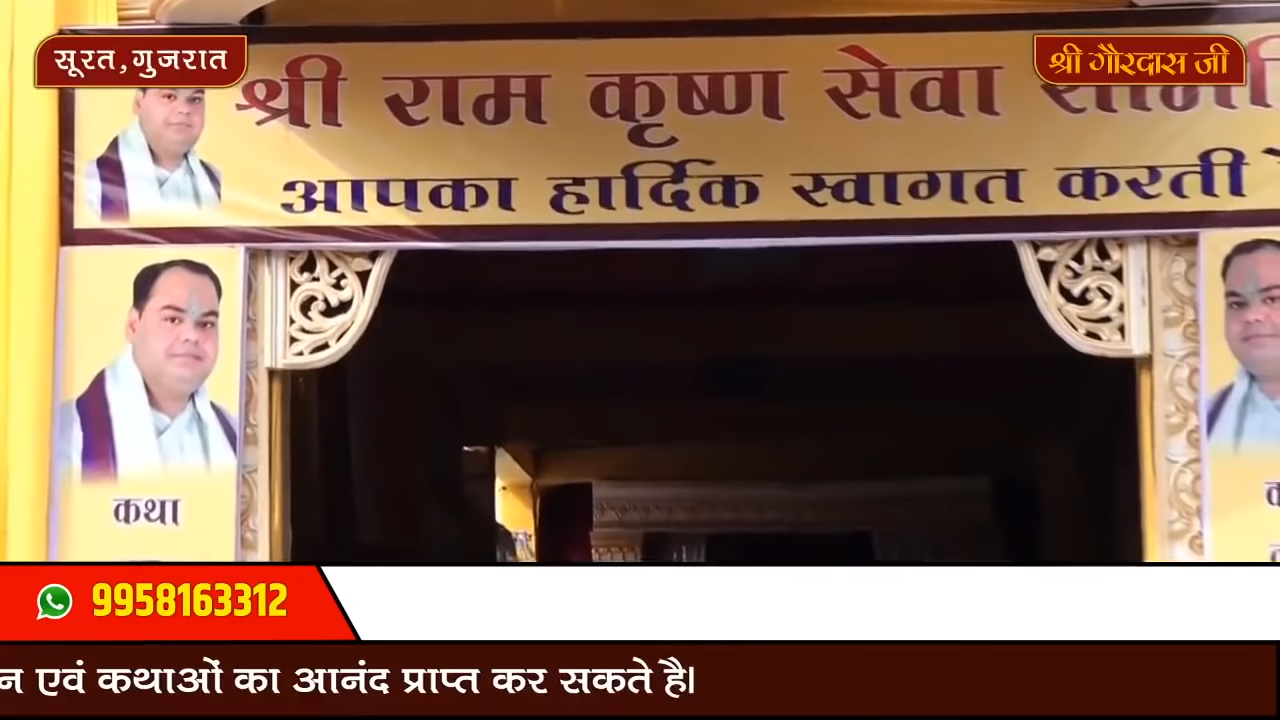 सूरत,गुजरात
श्री गौरदास जी
श्री राम कृष्ण सेवा
आपका हार्दिक स्वागत करती
कथा
9958163312
न एवं कथाओं का आनंद प्राप्त कर सकते है।